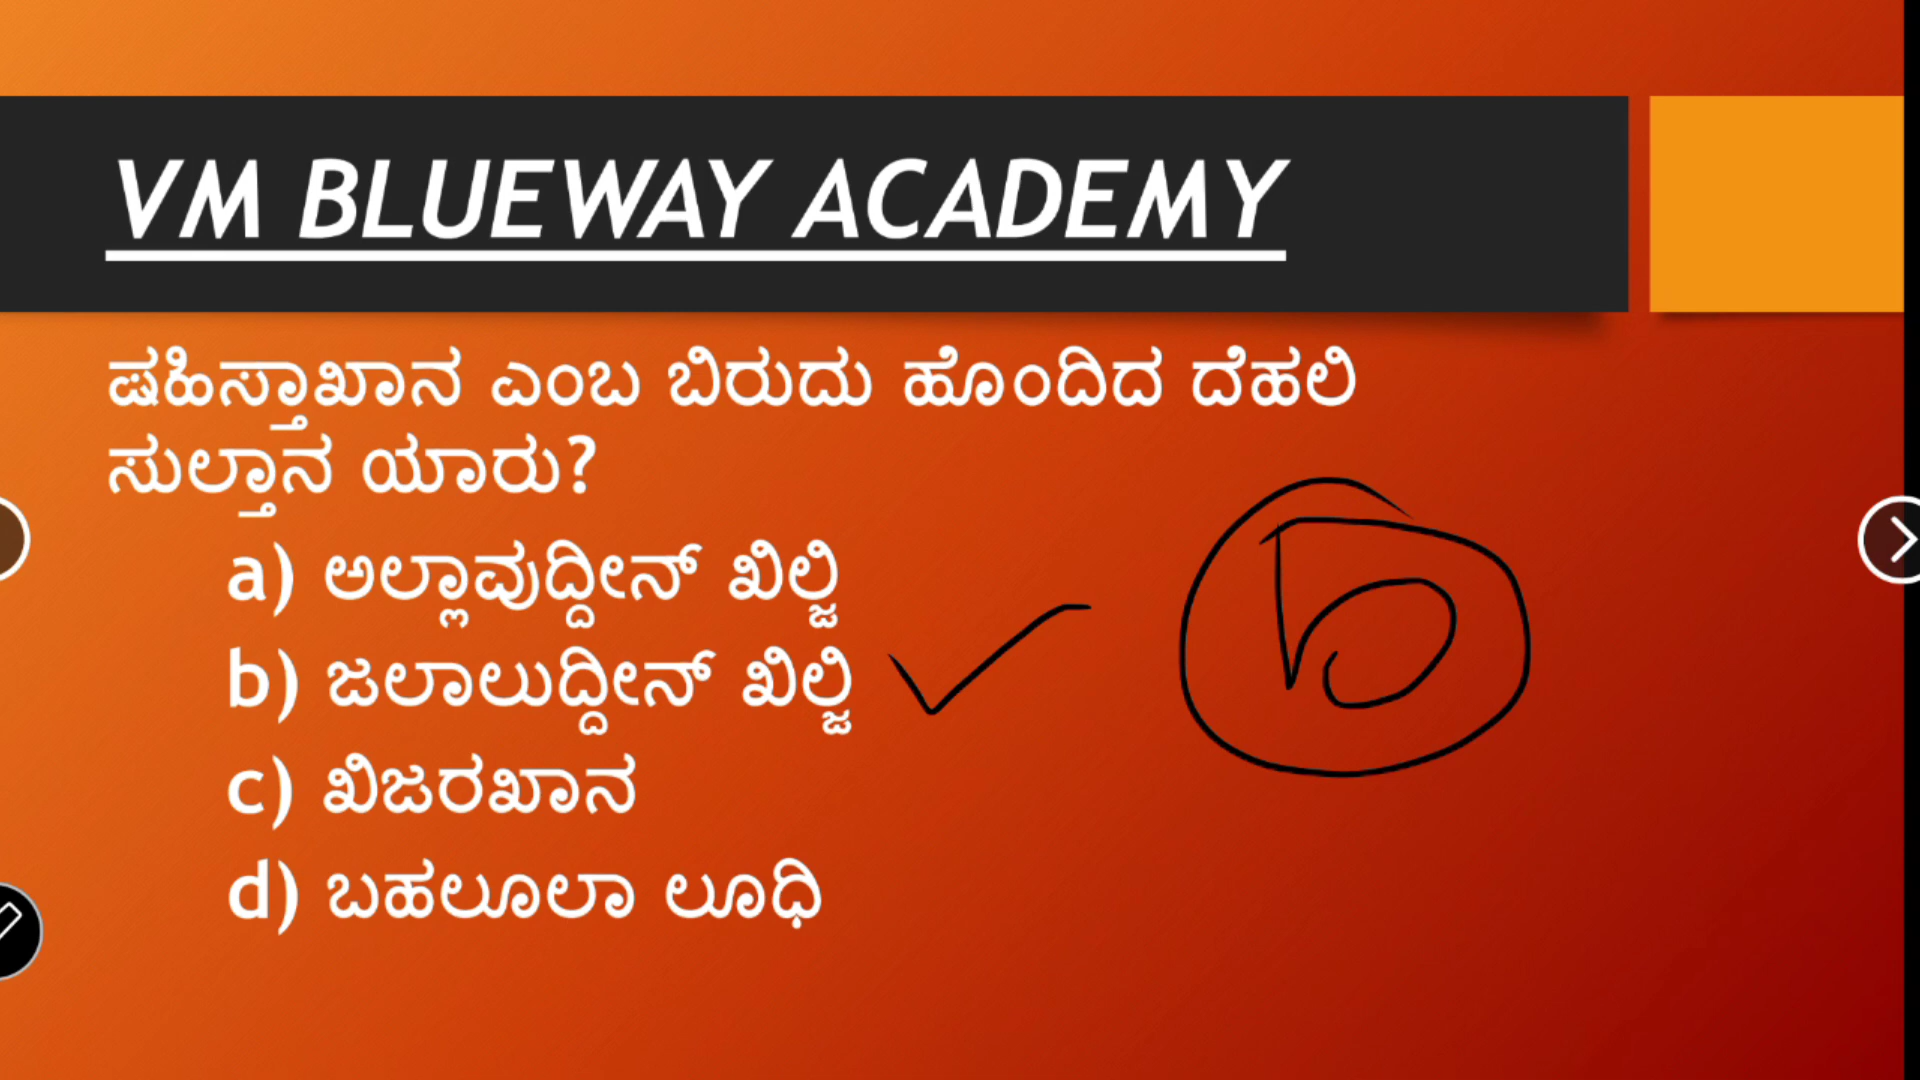 VM BLUEWAY ACADEMY
ಷಹಿಸ್ತಾಖಾನ ಎಂಬ ಬಿರುದು ಹೊಂದಿದ ದೆಹಲಿ
ಸುಲ್ತಾನ ಯಾರು?
a) ಅಲ್ಲಾವುದ್ದೀನ್ ಖಿಲ್ಜಿ
b) ಜಲಾಲುದ್ದೀನ್ ಖಿಲ್ಜಿ
b
c) ಖಿಜರಖಾನ
d) ಬಹಲೂಲಾ ಲೂಧಿ